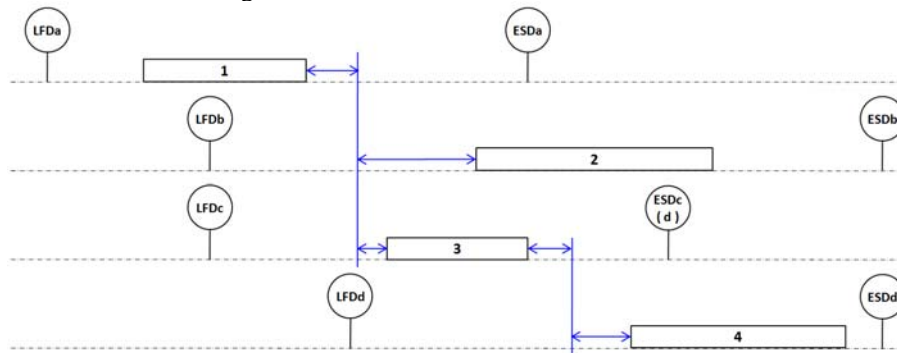 LFDa
ESDa
1
LFDb
ESDb
2
LFDc
ESDc
( d )
3
LFDd
ESDd
4